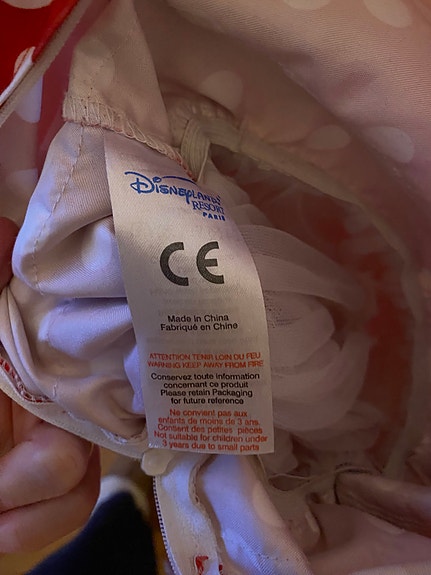 Disneyland
RESORT
PARIS
CE
Made in China
Fabriqué en Chine
ATTENTION TENIR LOIN DU FEU
WARNING KEEP AWAY FROM FIRE
Conservez toute information
concernant ce produit
Please retain Packaging
for future reference
Ne convient pas aux
enfants de moins de 3 ans.
Contient des petites pièces
Not suitable for children under
3 years due to small parts